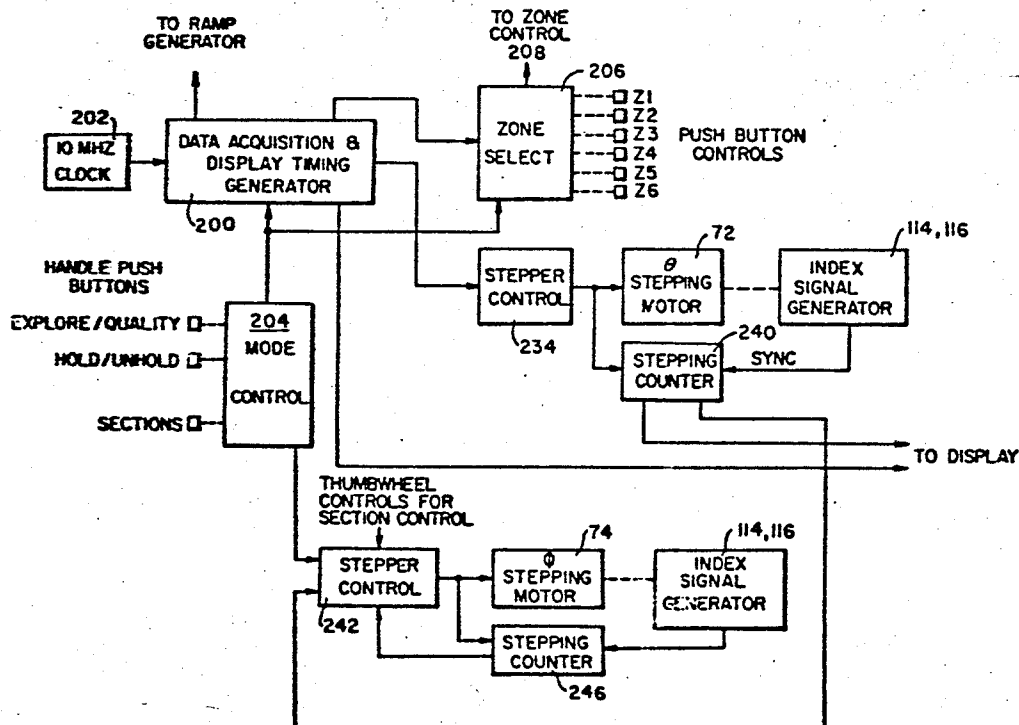 TO RAMP
GENERATOR
TO ZONE
CONTROL
208
202
10 MHZ
CLOCK
DATA ACQUISITION &
DISPLAY TIMING
GENERATOR
200
206
ZONE
SELECT
Z1
Z2
Z3
Z4
Z5
Z6
PUSH BUTTON
CONTROLS
HANDLE PUSH
BUTTONS
EXPLORE/QUALITY
HOLD/UNHOLD
SECTIONS
204
MODE
CONTROL
STEPPER
CONTROL
234
72
θ
STEPPING
MOTOR
114, 116
INDEX
SIGNAL
GENERATOR
240
STEPPING
COUNTER
SYNC
TO DISPLAY
THUMBWHEEL
CONTROLS FOR
SECTION CONTROL
STEPPER
CONTROL
242
74
Φ
STEPPING
MOTOR
114, 116
INDEX
SIGNAL
GENERATOR
STEPPING
COUNTER
246